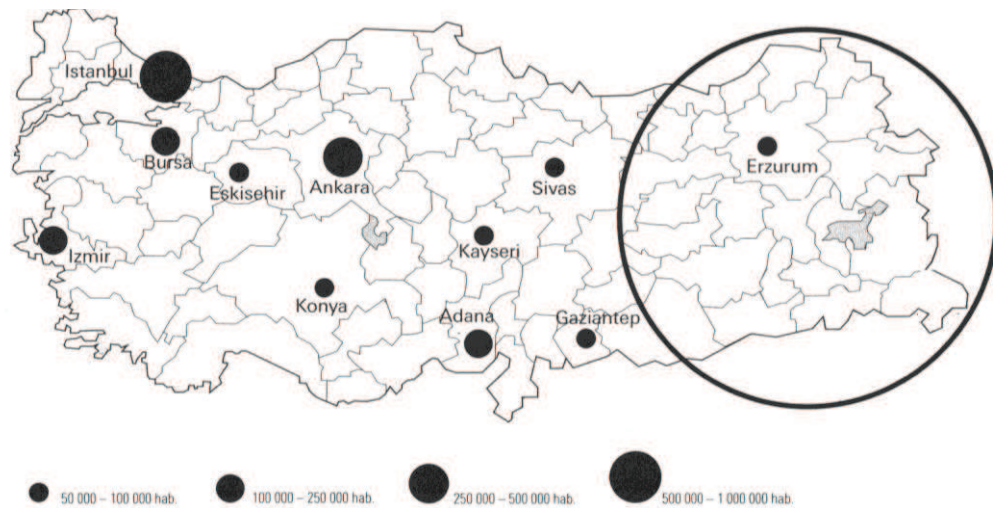 Istanbul
Bursa
Eskisehir
Ankara
Sivas
Erzurum
Izmir
Kayseri
Konya
Adana
Gaziantep
50 000 – 100 000 hab.
100 000 – 250 000 hab.
250 000 – 500 000 hab.
500 000 – 1 000 000 hab.